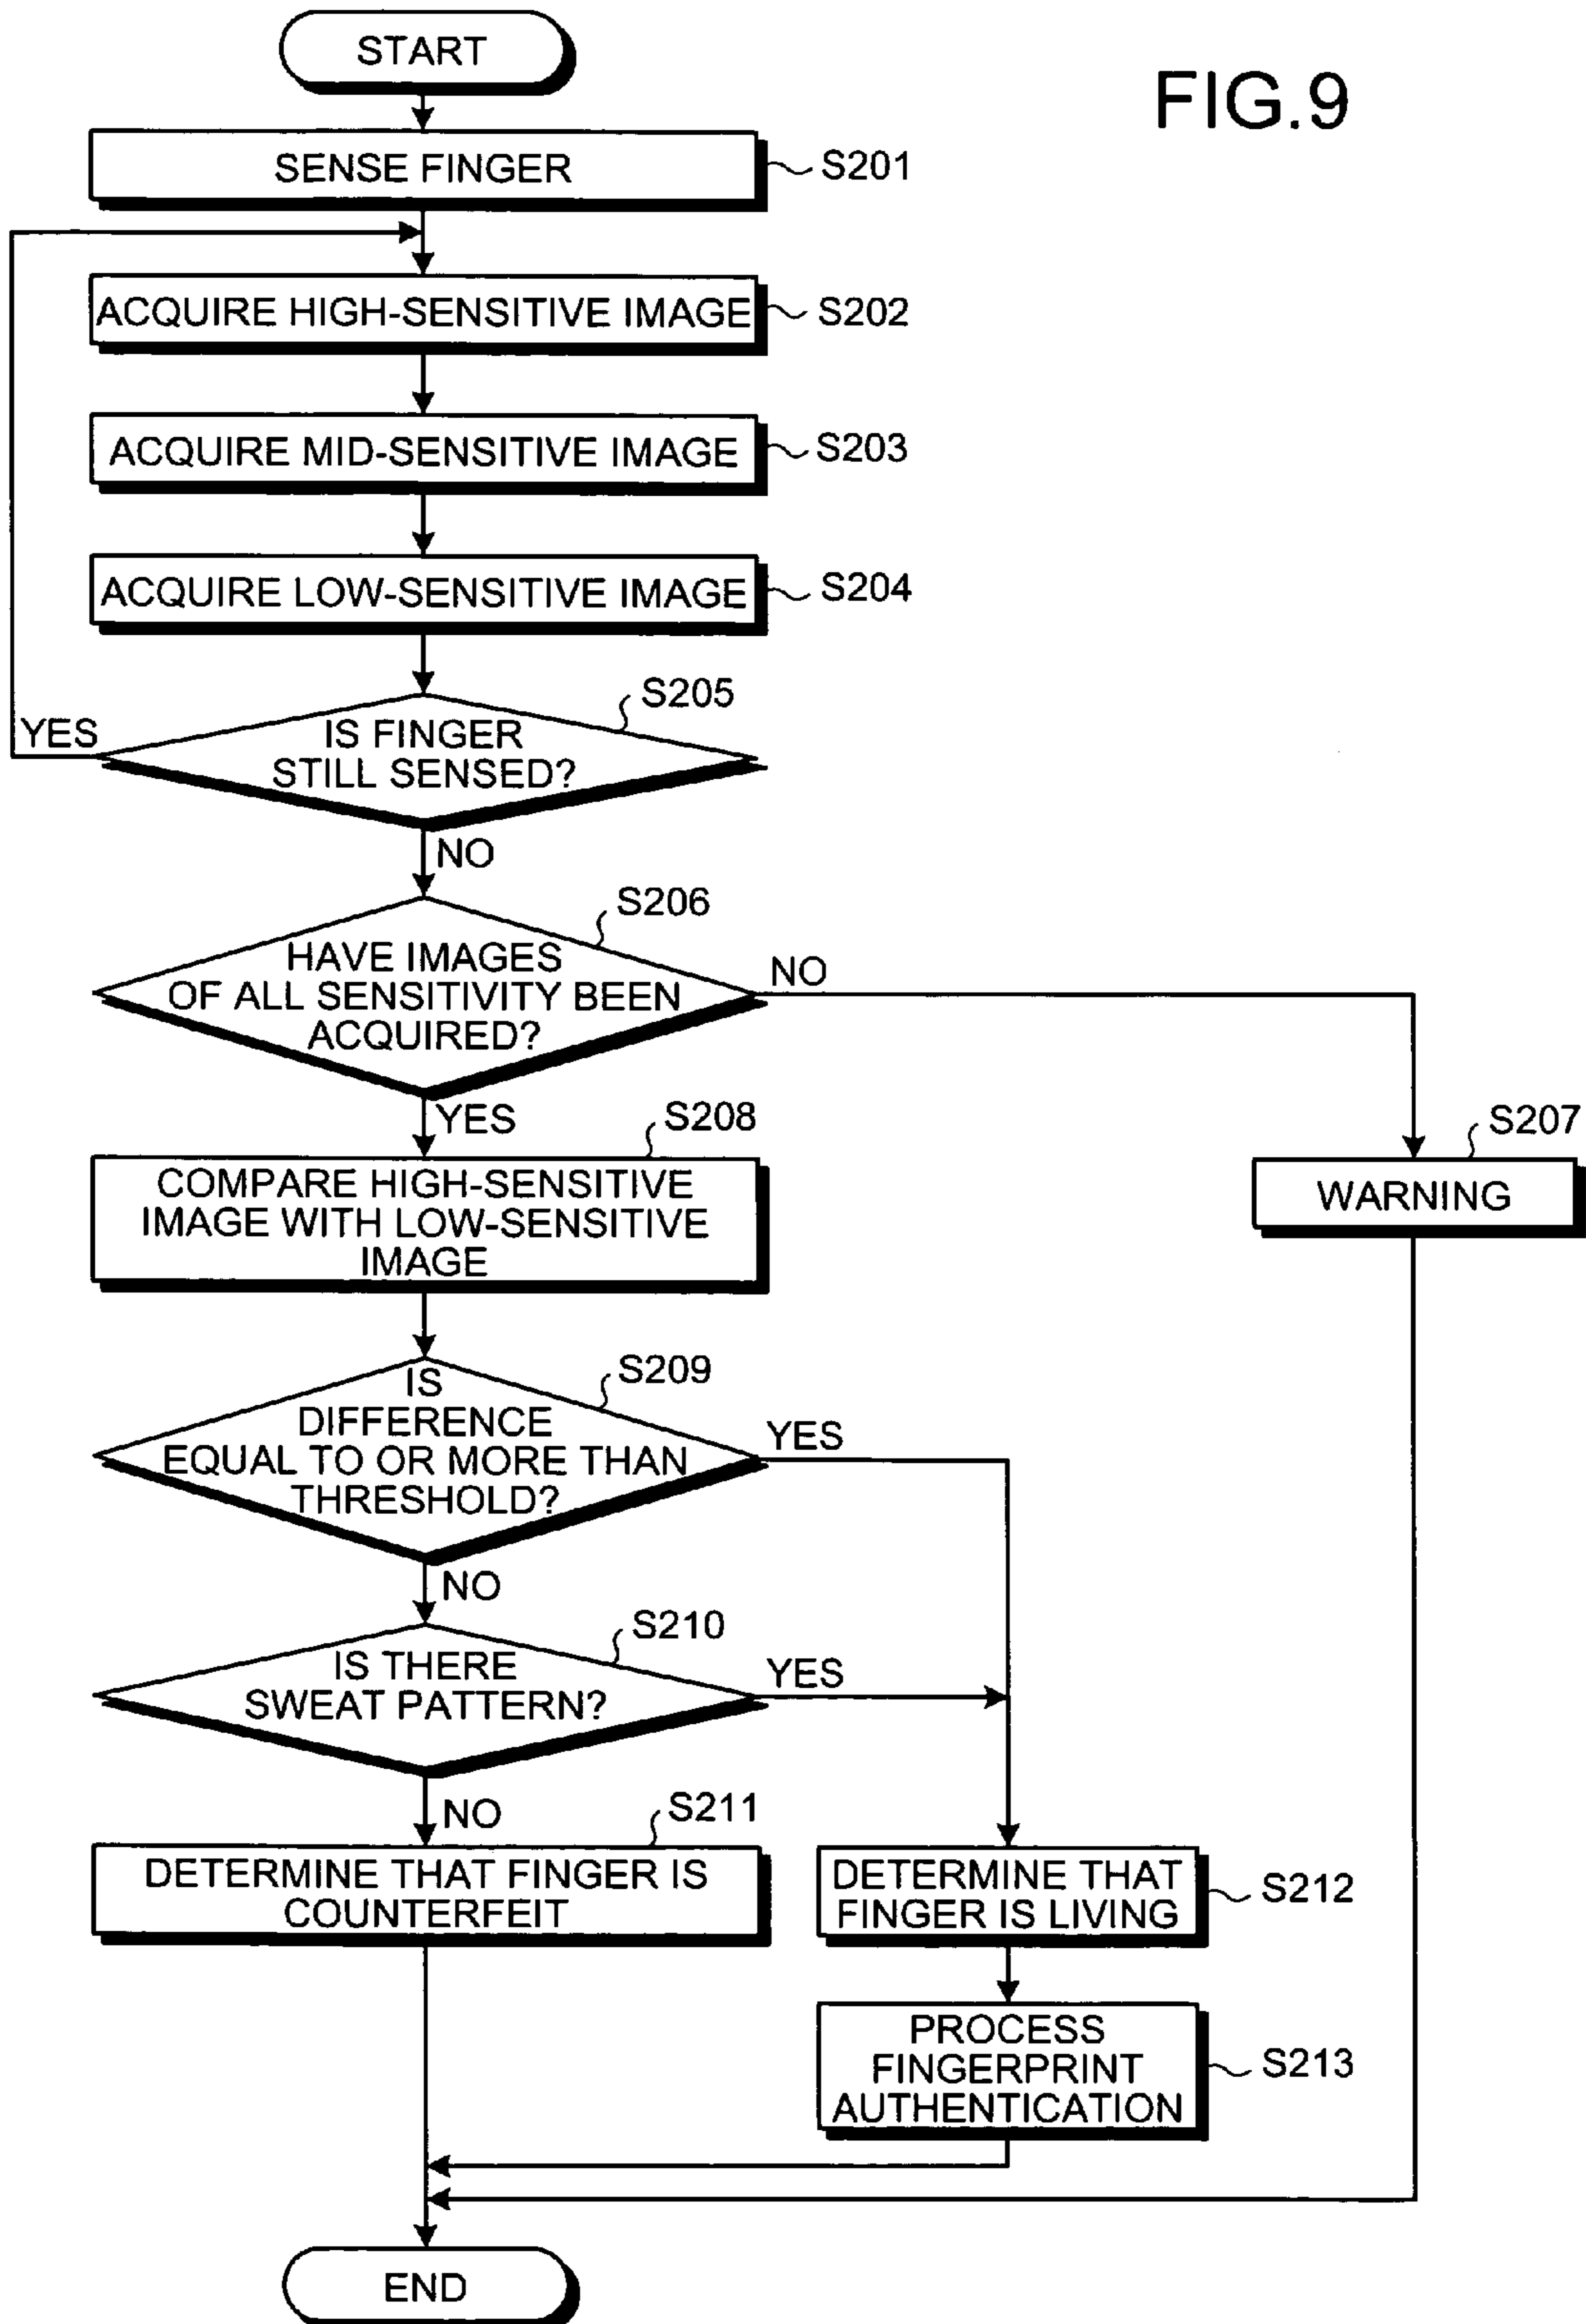 START
FIG.9
SENSE FINGER
S201
ACQUIRE HIGH-SENSITIVE IMAGE
S202
ACQUIRE MID-SENSITIVE IMAGE
S203
ACQUIRE LOW-SENSITIVE IMAGE
S204
S205
YES
IS FINGER
STILL SENSED?
NO
S206
HAVE IMAGES
OF ALL SENSITIVITY BEEN
ACQUIRED?
NO
YES
S208
S207
COMPARE HIGH-SENSITIVE
IMAGE WITH LOW-SENSITIVE
IMAGE
WARNING
S209
IS
DIFFERENCE
EQUAL TO OR MORE THAN
THRESHOLD?
YES
NO
S210
IS THERE
SWEAT PATTERN?
YES
NO
S211
DETERMINE THAT FINGER IS
COUNTERFEIT
DETERMINE THAT
FINGER IS LIVING
S212
PROCESS
FINGERPRINT
AUTHENTICATION
S213
END